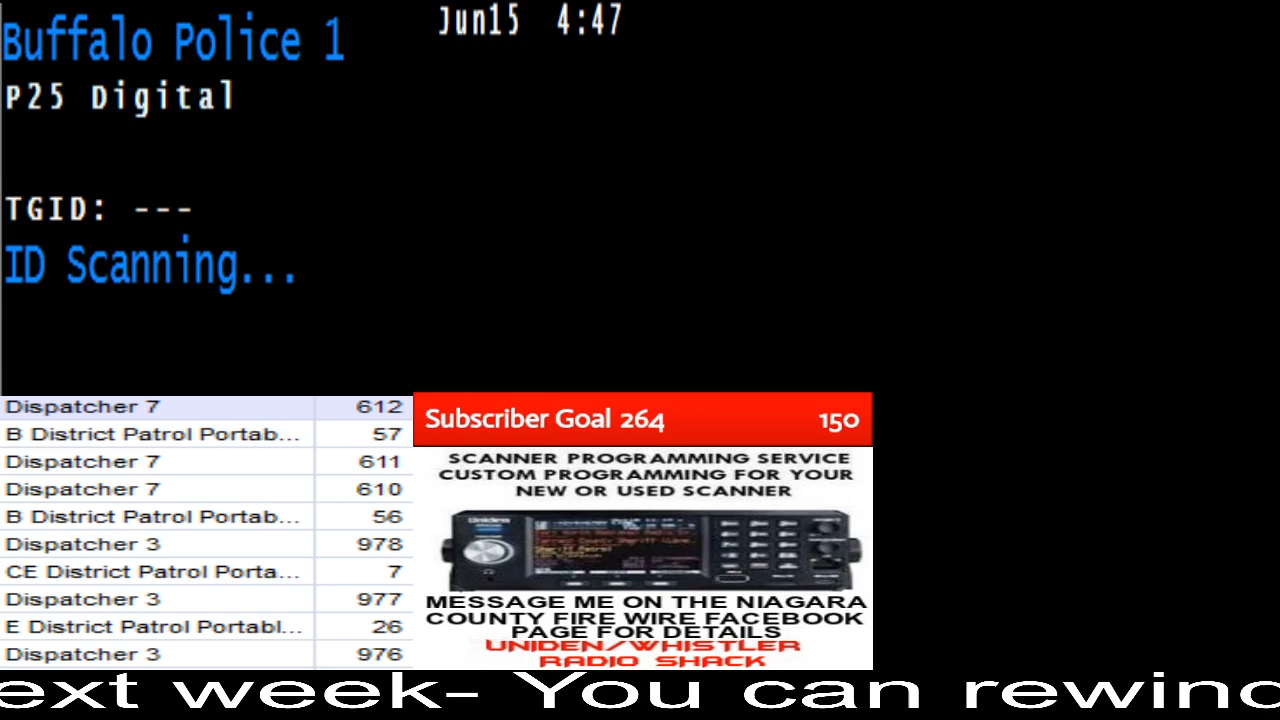 Buffalo Police 1
Jun15 4:47
P25 Digital
TGID: ---
ID Scanning...
Dispatcher 7 612
B District Patrol Portab... 57
Dispatcher 7 611
Dispatcher 7 610
B District Patrol Portab... 56
Dispatcher 3 978
CE District Patrol Porta... 7
Dispatcher 3 977
E District Patrol Portabl... 26
Dispatcher 3 976
Subscriber Goal 264 150
SCANNER PROGRAMMING SERVICE
CUSTOM PROGRAMMING FOR YOUR
NEW OR USED SCANNER
Uniden
MESSAGE ME ON THE NIAGARA
COUNTY FIRE WIRE FACEBOOK
PAGE FOR DETAILS
UNIDEN/WHISTLER
RADIO SHACK
ext week- You can rewind